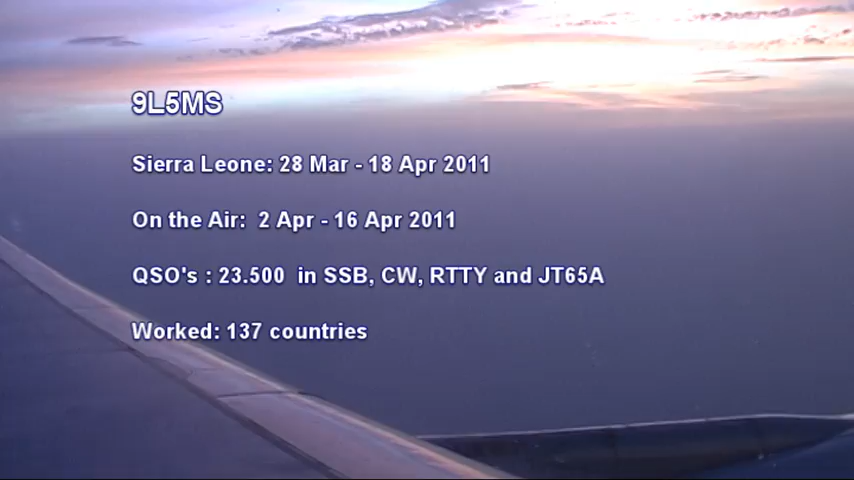 9L5MS
Sierra Leone: 28 Mar - 18 Apr 2011
On the Air:  2 Apr - 16 Apr 2011
QSO's : 23.500  in SSB, CW, RTTY and JT65A
Worked: 137 countries